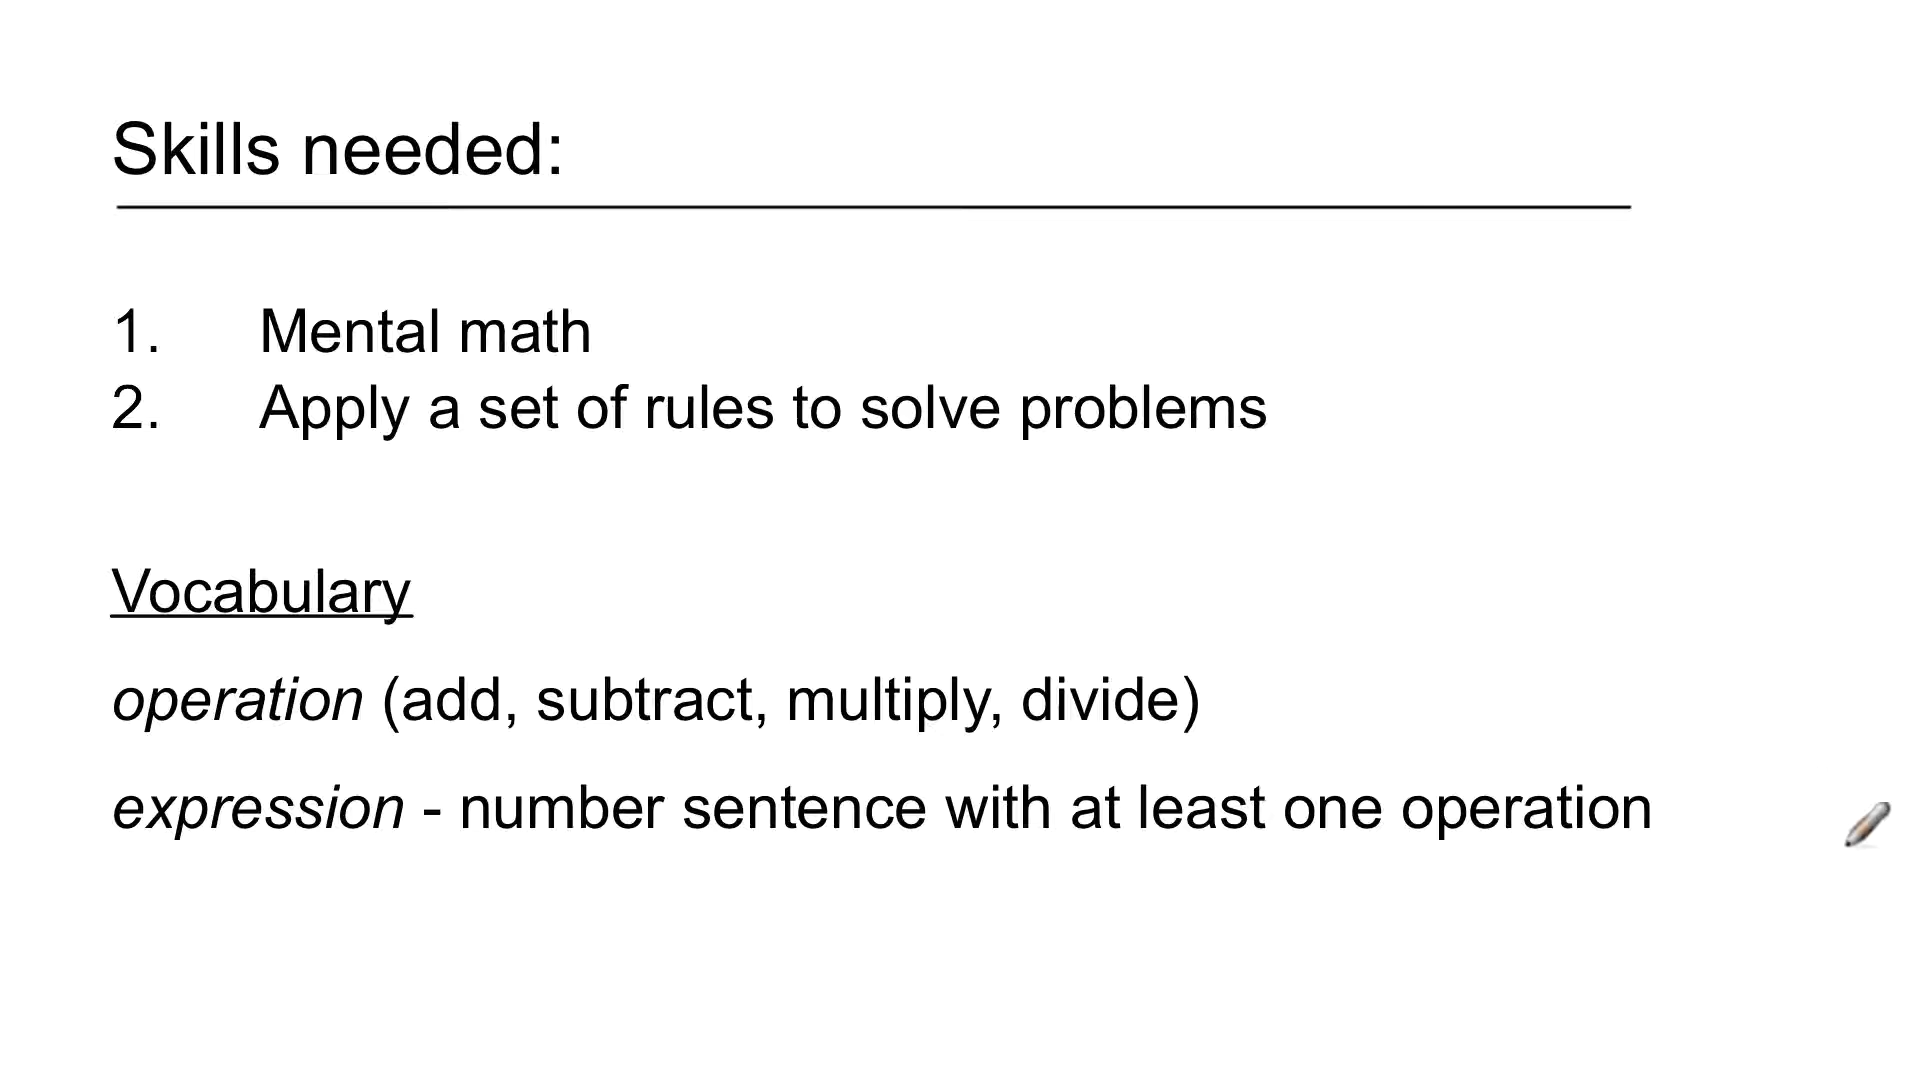 Skills needed:
1. Mental math
2. Apply a set of rules to solve problems
Vocabulary
operation (add, subtract, multiply, divide)
expression - number sentence with at least one operation